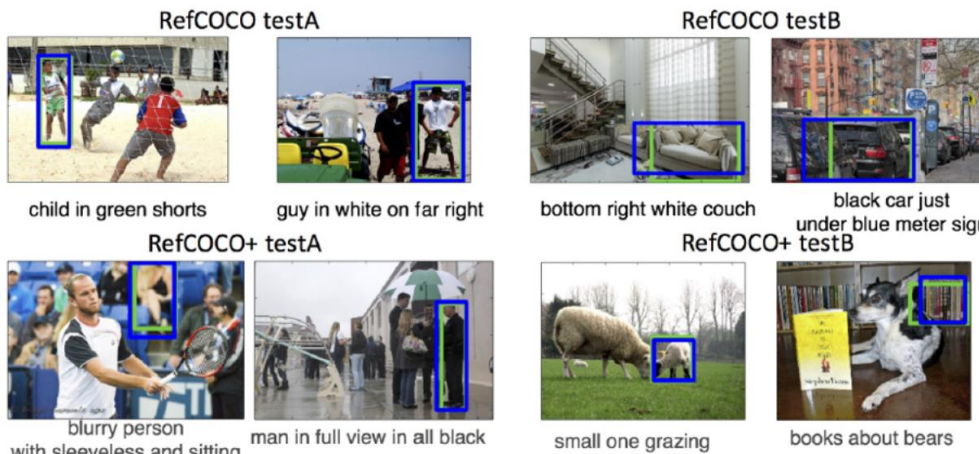 RefCOCO testA
RefCOCO testB
child in green shorts
guy in white on far right
bottom right white couch
black car just
under blue meter sign
RefCOCO+ testA
RefCOCO+ testB
blurry person
with sleeveless and sitting
man in full view in all black
small one grazing
books about bears